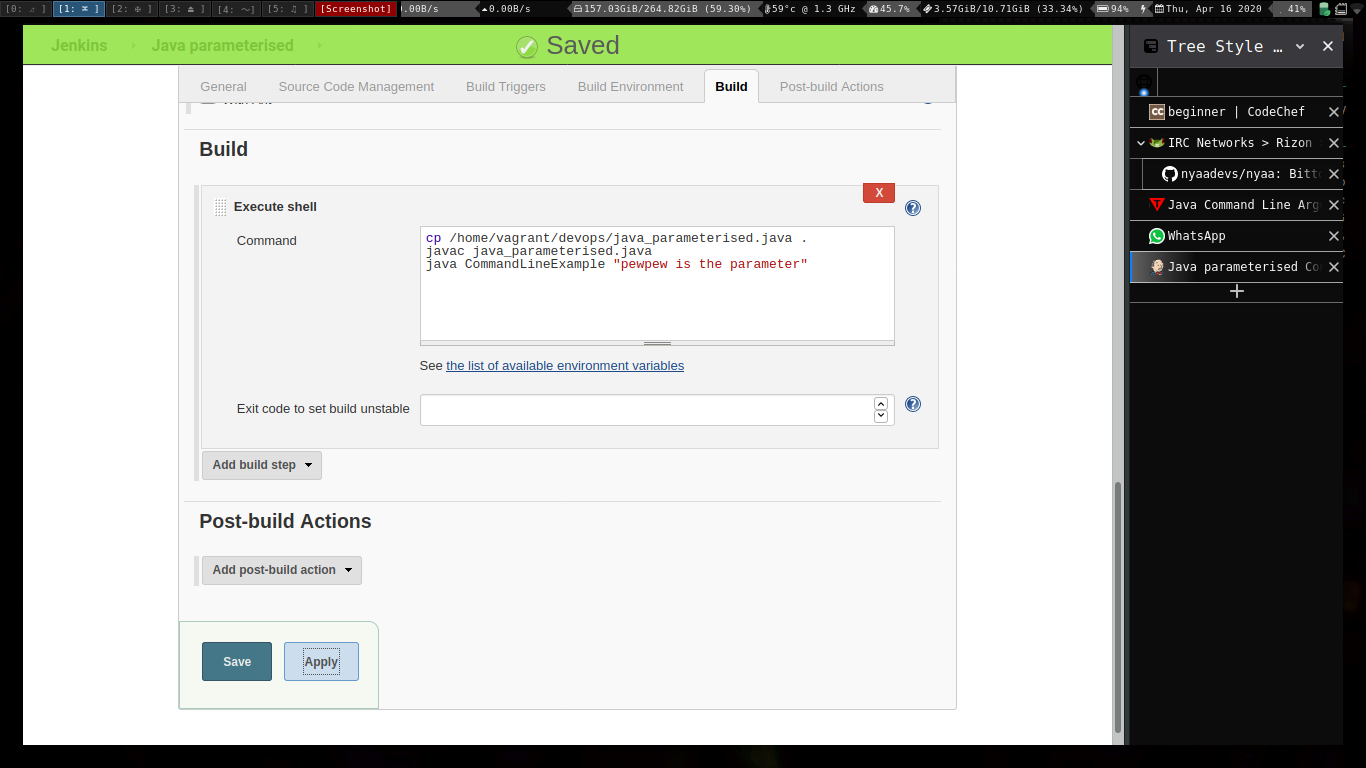 [0: ] [1: ] [2: ] [3: ] [4: ] [5: ] [Screenshot] .00B/s 0.00B/s 157.03GiB/264.82GiB (59.30%) 59°c @ 1.3 GHz 45.7% 3.57GiB/10.71GiB (33.34%) 94% Thu, Apr 16 2020 41%
Jenkins Java parameterised
Saved
General Source Code Management Build Triggers Build Environment Build Post-build Actions
With Ant
Build
X
Execute shell
Command
cp /home/vagrant/devops/java_parameterised.java .
javac java_parameterised.java
java CommandLineExample "pewpew is the parameter"
See the list of available environment variables
Exit code to set build unstable
Add build step
Post-build Actions
Add post-build action
Save Apply
Tree Style …
CC beginner | CodeChef
IRC Networks > Rizon
nyaadevs/nyaa: Bitt
Java Command Line Arg
WhatsApp
Java parameterised Co